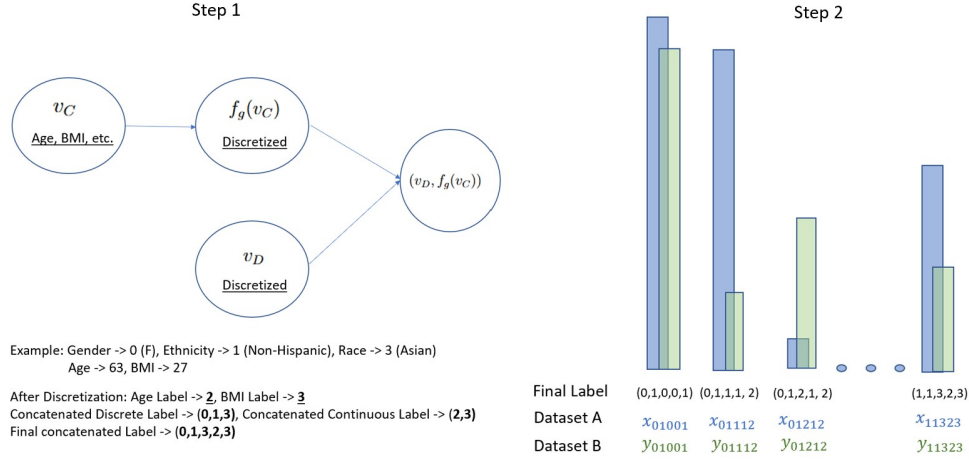 Step 1
Step 2
v_C
Age, BMI, etc.
f_g(v_C)
Discretized
(v_D, f_g(v_C))
v_D
Discretized
Example: Gender -> 0 (F), Ethnicity -> 1 (Non-Hispanic), Race -> 3 (Asian)
Age -> 63, BMI -> 27
After Discretization: Age Label -> 2, BMI Label -> 3
Concatenated Discrete Label -> (0,1,3), Concatenated Continuous Label -> (2,3)
Final concatenated Label -> (0,1,3,2,3)
Final Label (0,1,0,0,1) (0,1,1,1, 2) (0,1,2,1, 2) (1,1,3,2,3)
Dataset A x_01001 x_01112 x_01212 x_11323
Dataset B y_01001 y_01112 y_01212 y_11323